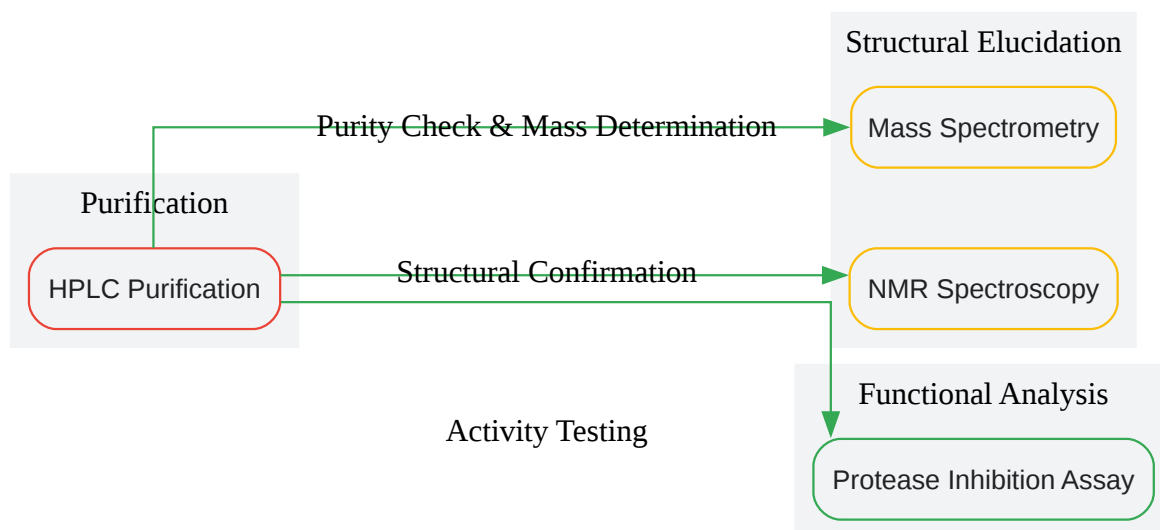 Structural Elucidation
Purity Check & Mass Determination
Mass Spectrometry
Purification
HPLC Purification
Structural Confirmation
NMR Spectroscopy
Functional Analysis
Activity Testing
Protease Inhibition Assay